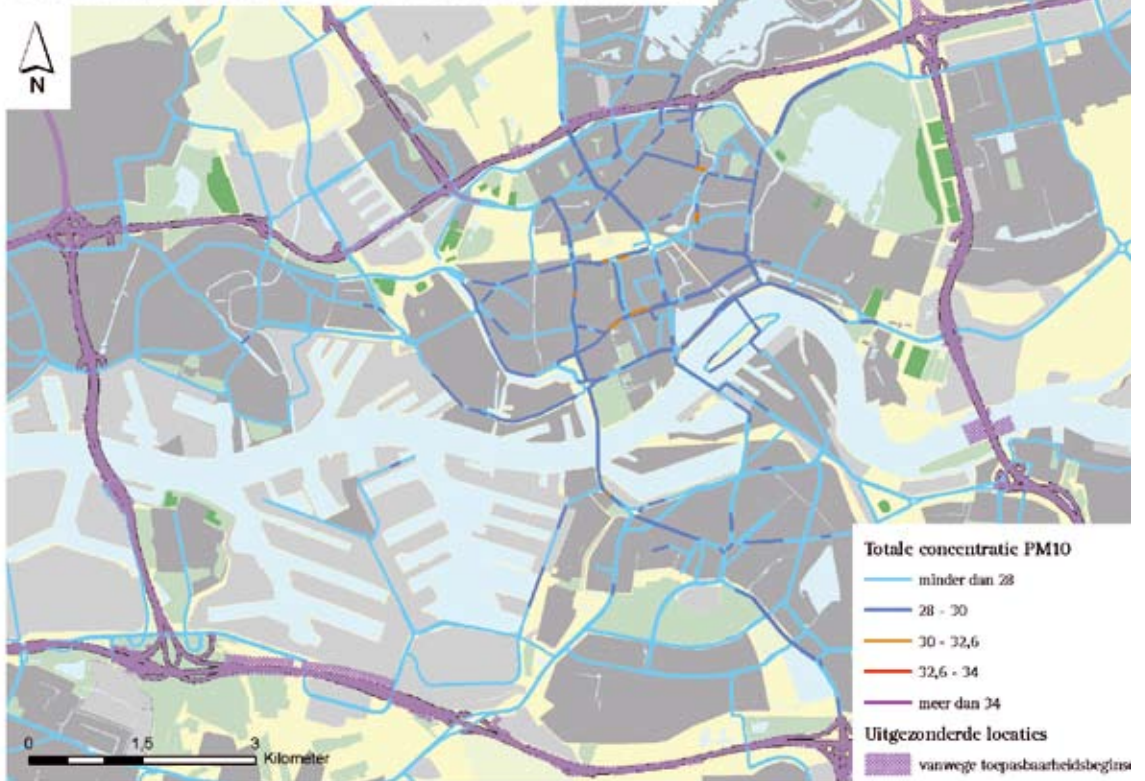 N
0 1,5 3
Kilometer
Totale concentratie PM10
minder dan 28
28 - 30
30 - 32,6
32,6 - 34
meer dan 34
Uitgezonderde locaties
vanwege toepasbaarheidsbeginse